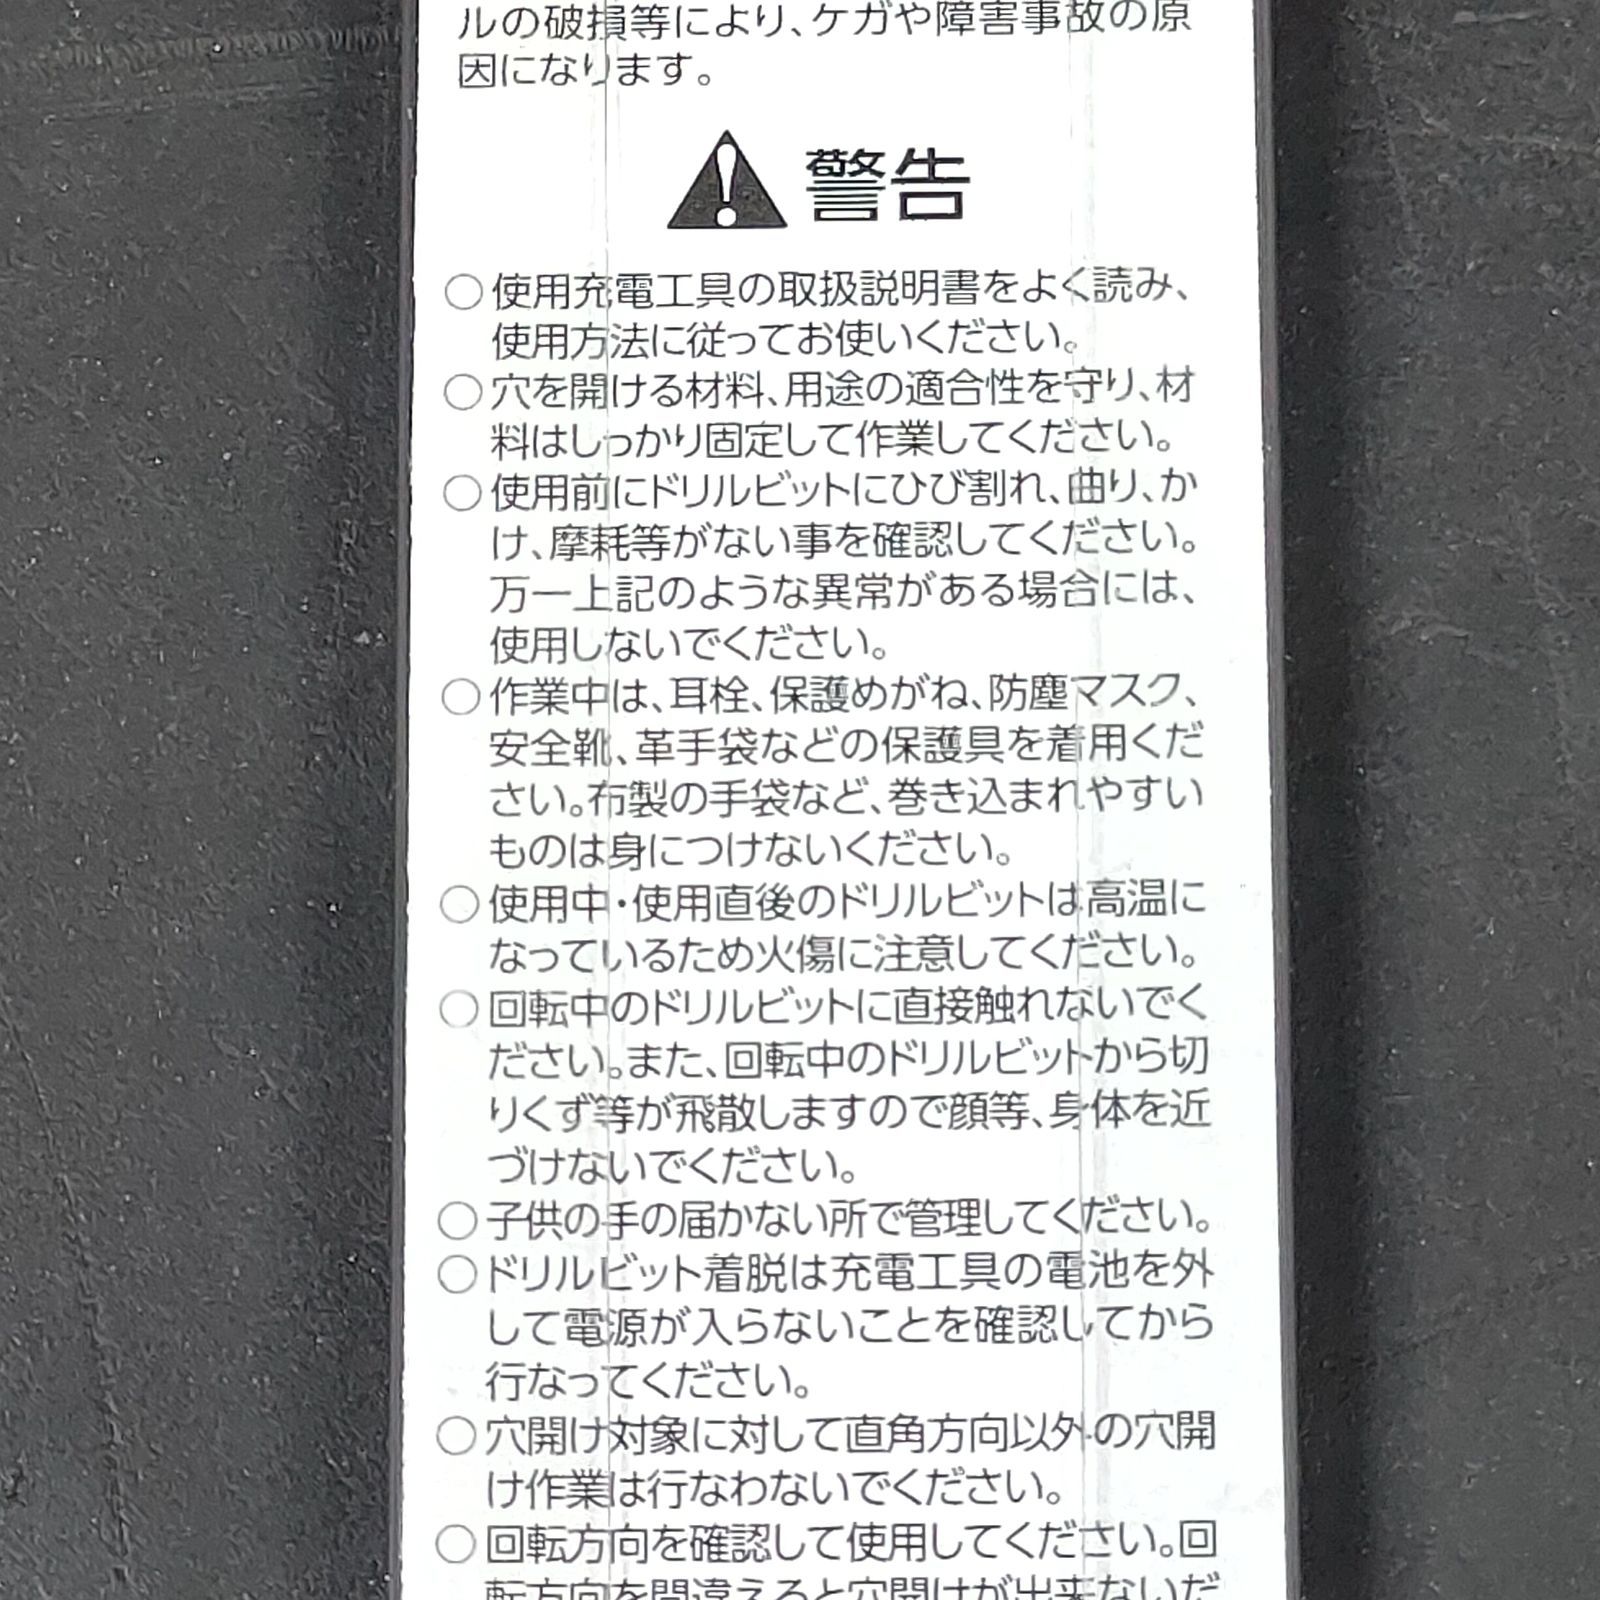 ルの破損等により、ケガや障害事故の原
因になります。
警告
○使用充電工具の取扱説明書をよく読み、
使用方法に従ってお使いください。
○穴を開ける材料、用途の適合性を守り、材
料はしっかり固定して作業してください。
○使用前にドリルビットにひび割れ、曲り、か
け、摩耗等がない事を確認してください。
万一上記のような異常がある場合には、
使用しないでください。
○作業中は、耳栓、保護めがね、防塵マスク、
安全靴、革手袋などの保護具を着用くだ
さい。布製の手袋など、巻き込まれやすい
ものは身につけないください。
○使用中・使用直後のドリルビットは高温に
なっているため火傷に注意してください。
○回転中のドリルビットに直接触れないでく
ださい。また、回転中のドリルビットから切
りくず等が飛散しますので顔等、身体を近
づけないでください。
○子供の手の届かない所で管理してください。
○ドリルビット着脱は充電工具の電池を外
して電源が入らないことを確認してから
行なってください。
○穴開け対象に対して直角方向以外の穴開
け作業は行なわないでください。
○回転方向を確認して使用してください。回
転方向を間違えると穴開けが出来ないだ